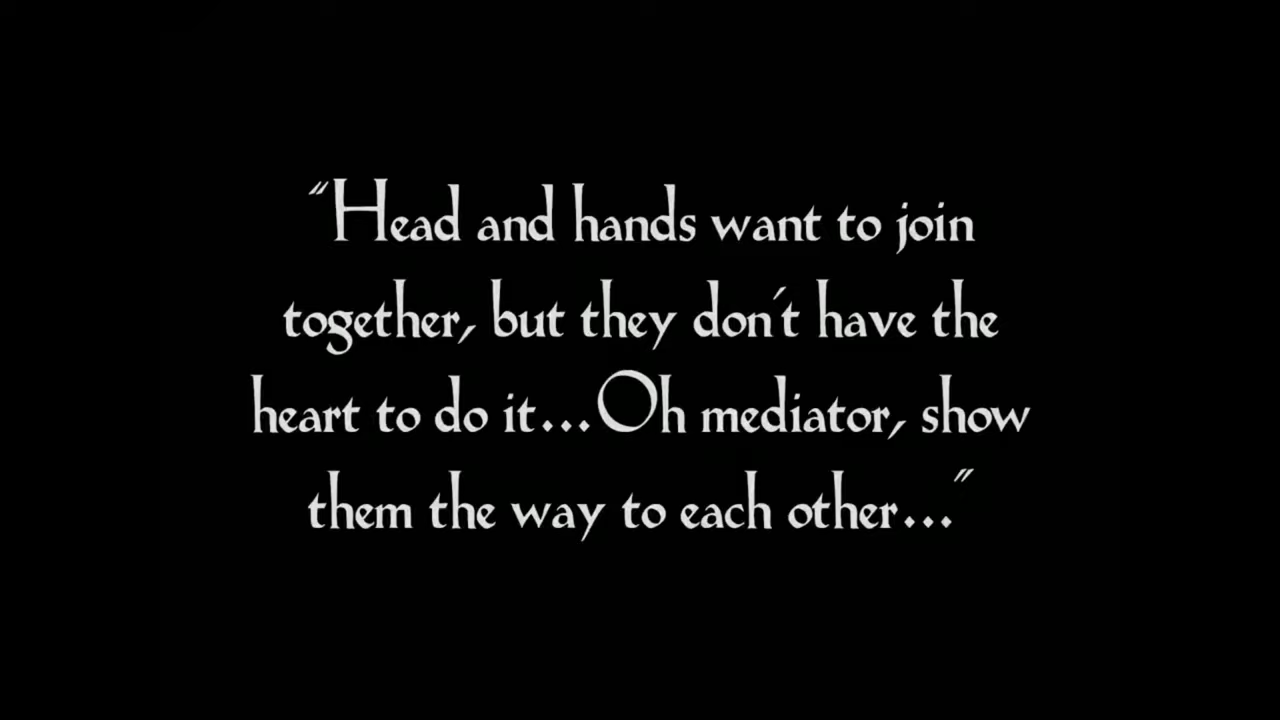 "Head and hands want to join
together, but they don't have the
heart to do it...Oh mediator, show
them the way to each other..."